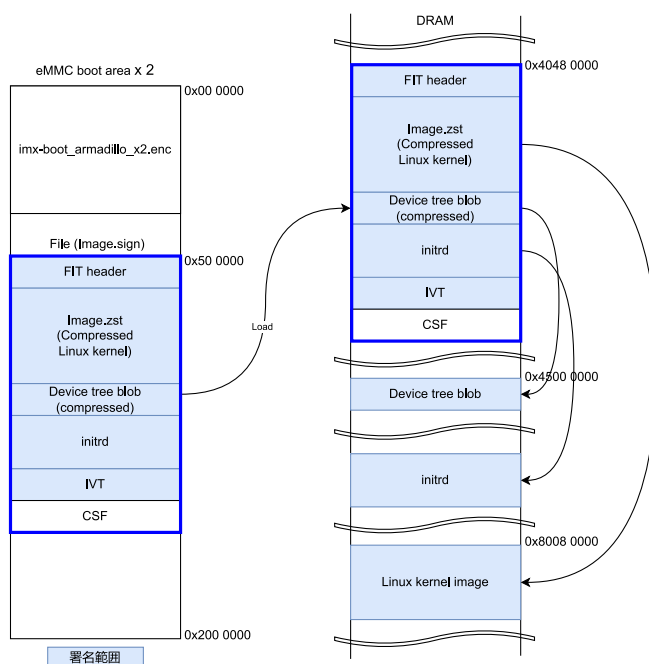 eMMC boot area x 2
0x00 0000
imx-boot_armadillo_x2.enc
File (Image.sign)
0x50 0000
FIT header
Image.zst
(Compressed
Linux kernel)
Device tree blob
(compressed)
initrd
IVT
CSF
0x200 0000
署名範囲
Load
DRAM
0x4048 0000
FIT header
Image.zst
(Compressed
Linux kernel)
Device tree blob
(compressed)
initrd
IVT
CSF
0x4500 0000
Device tree blob
initrd
0x8008 0000
Linux kernel image